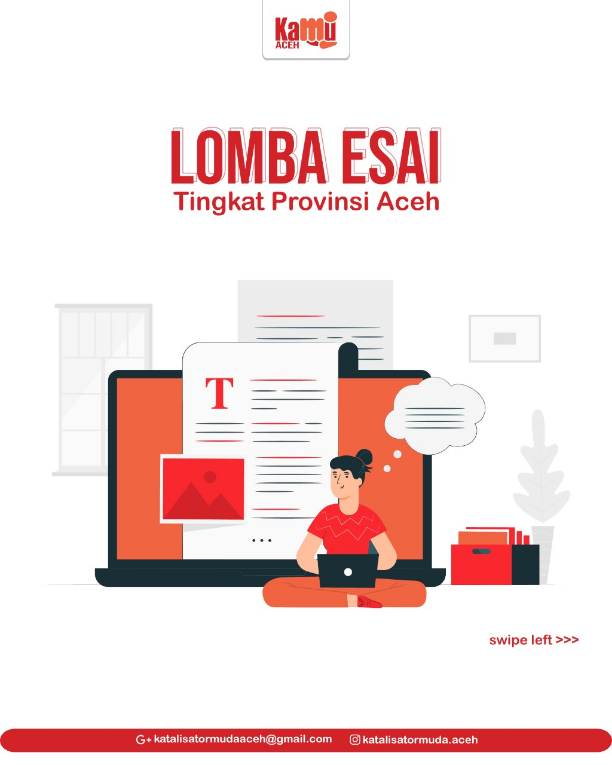 Kamu
ACEH
LOMBA ESAI
Tingkat Provinsi Aceh
T
swipe left >>>
G+ katalisatormudaaceh@gmail.com
katalisatormuda.aceh